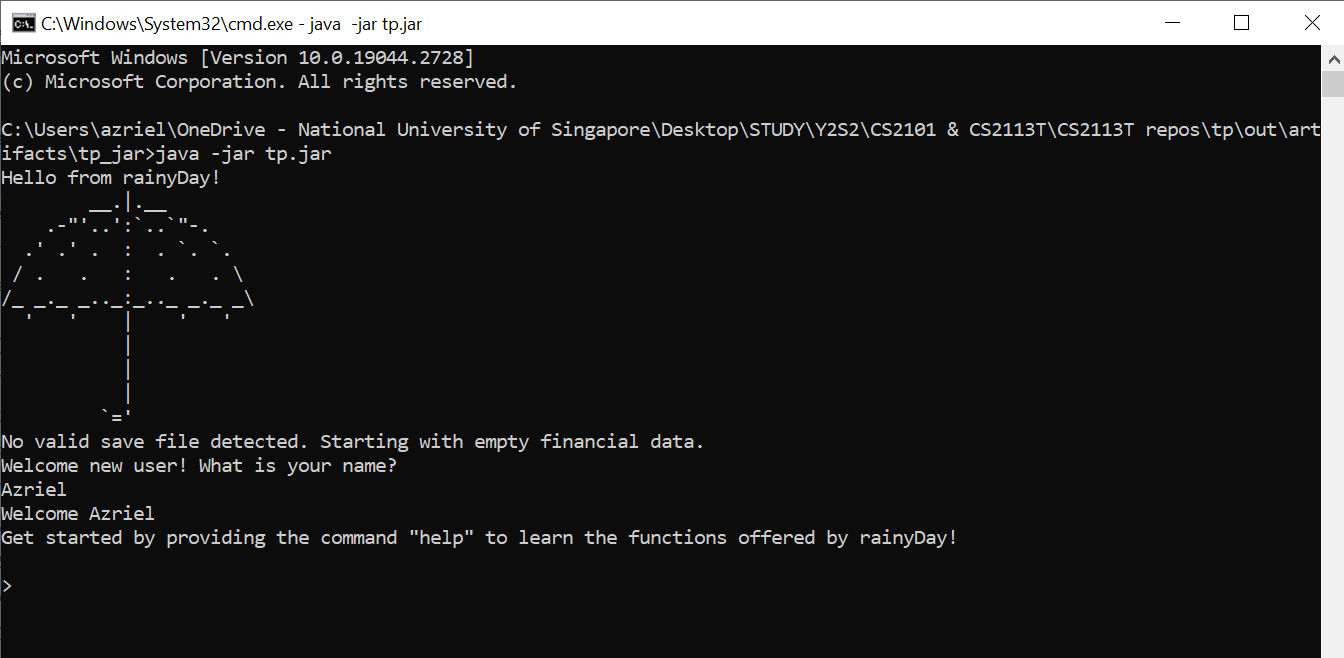 C:\Windows\System32\cmd.exe - java  -jar tp.jar
Microsoft Windows [Version 10.0.19044.2728]
(c) Microsoft Corporation. All rights reserved.
C:\Users\azriel\OneDrive - National University of Singapore\Desktop\STUDY\Y2S2\CS2101 & CS2113T\CS2113T repos\tp\out\art
ifacts\tp_jar>java -jar tp.jar
Hello from rainyDay!
        __.|.__
    .-"'..':`..`"-.
  .' .' .  :  . `. `.
 / .   .   :   .   . \
/_ _._ _.._:_.._ _._ _\
  '   '    |    '   '
           |
           |
           |
         `='
No valid save file detected. Starting with empty financial data.
Welcome new user! What is your name?
Azriel
Welcome Azriel
Get started by providing the command "help" to learn the functions offered by rainyDay!
>